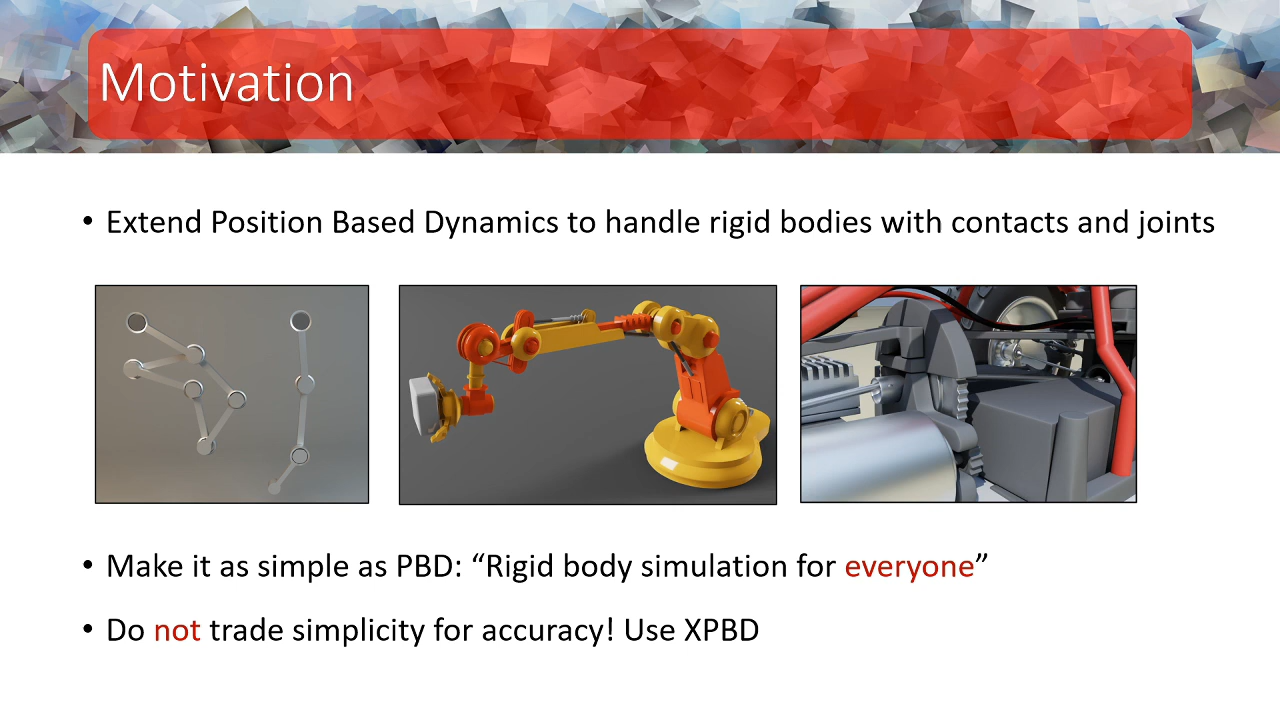 Motivation
• Extend Position Based Dynamics to handle rigid bodies with contacts and joints
• Make it as simple as PBD: “Rigid body simulation for everyone”
• Do not trade simplicity for accuracy! Use XPBD